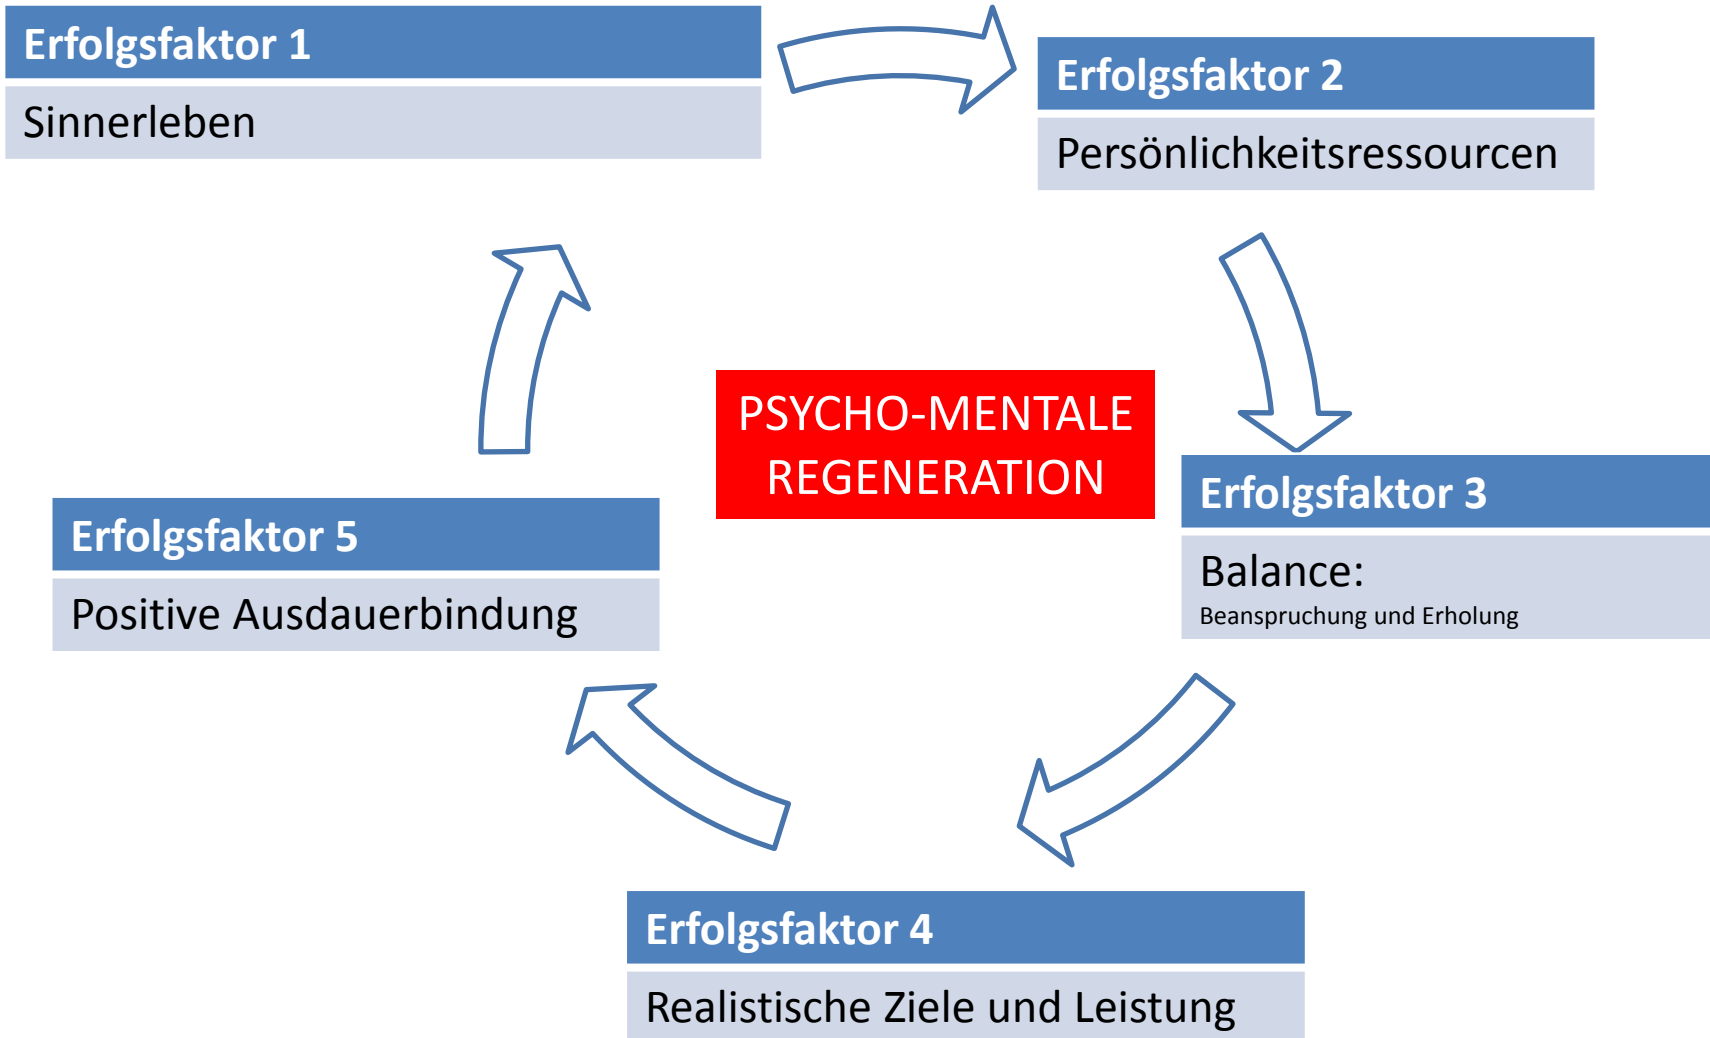 Erfolgsfaktor 1
Sinnerleben
Erfolgsfaktor 2
Persönlichkeitsressourcen
PSYCHO-MENTALE
REGENERATION
Erfolgsfaktor 3
Balance:
Beanspruchung und Erholung
Erfolgsfaktor 4
Realistische Ziele und Leistung
Erfolgsfaktor 5
Positive Ausdauerbindung